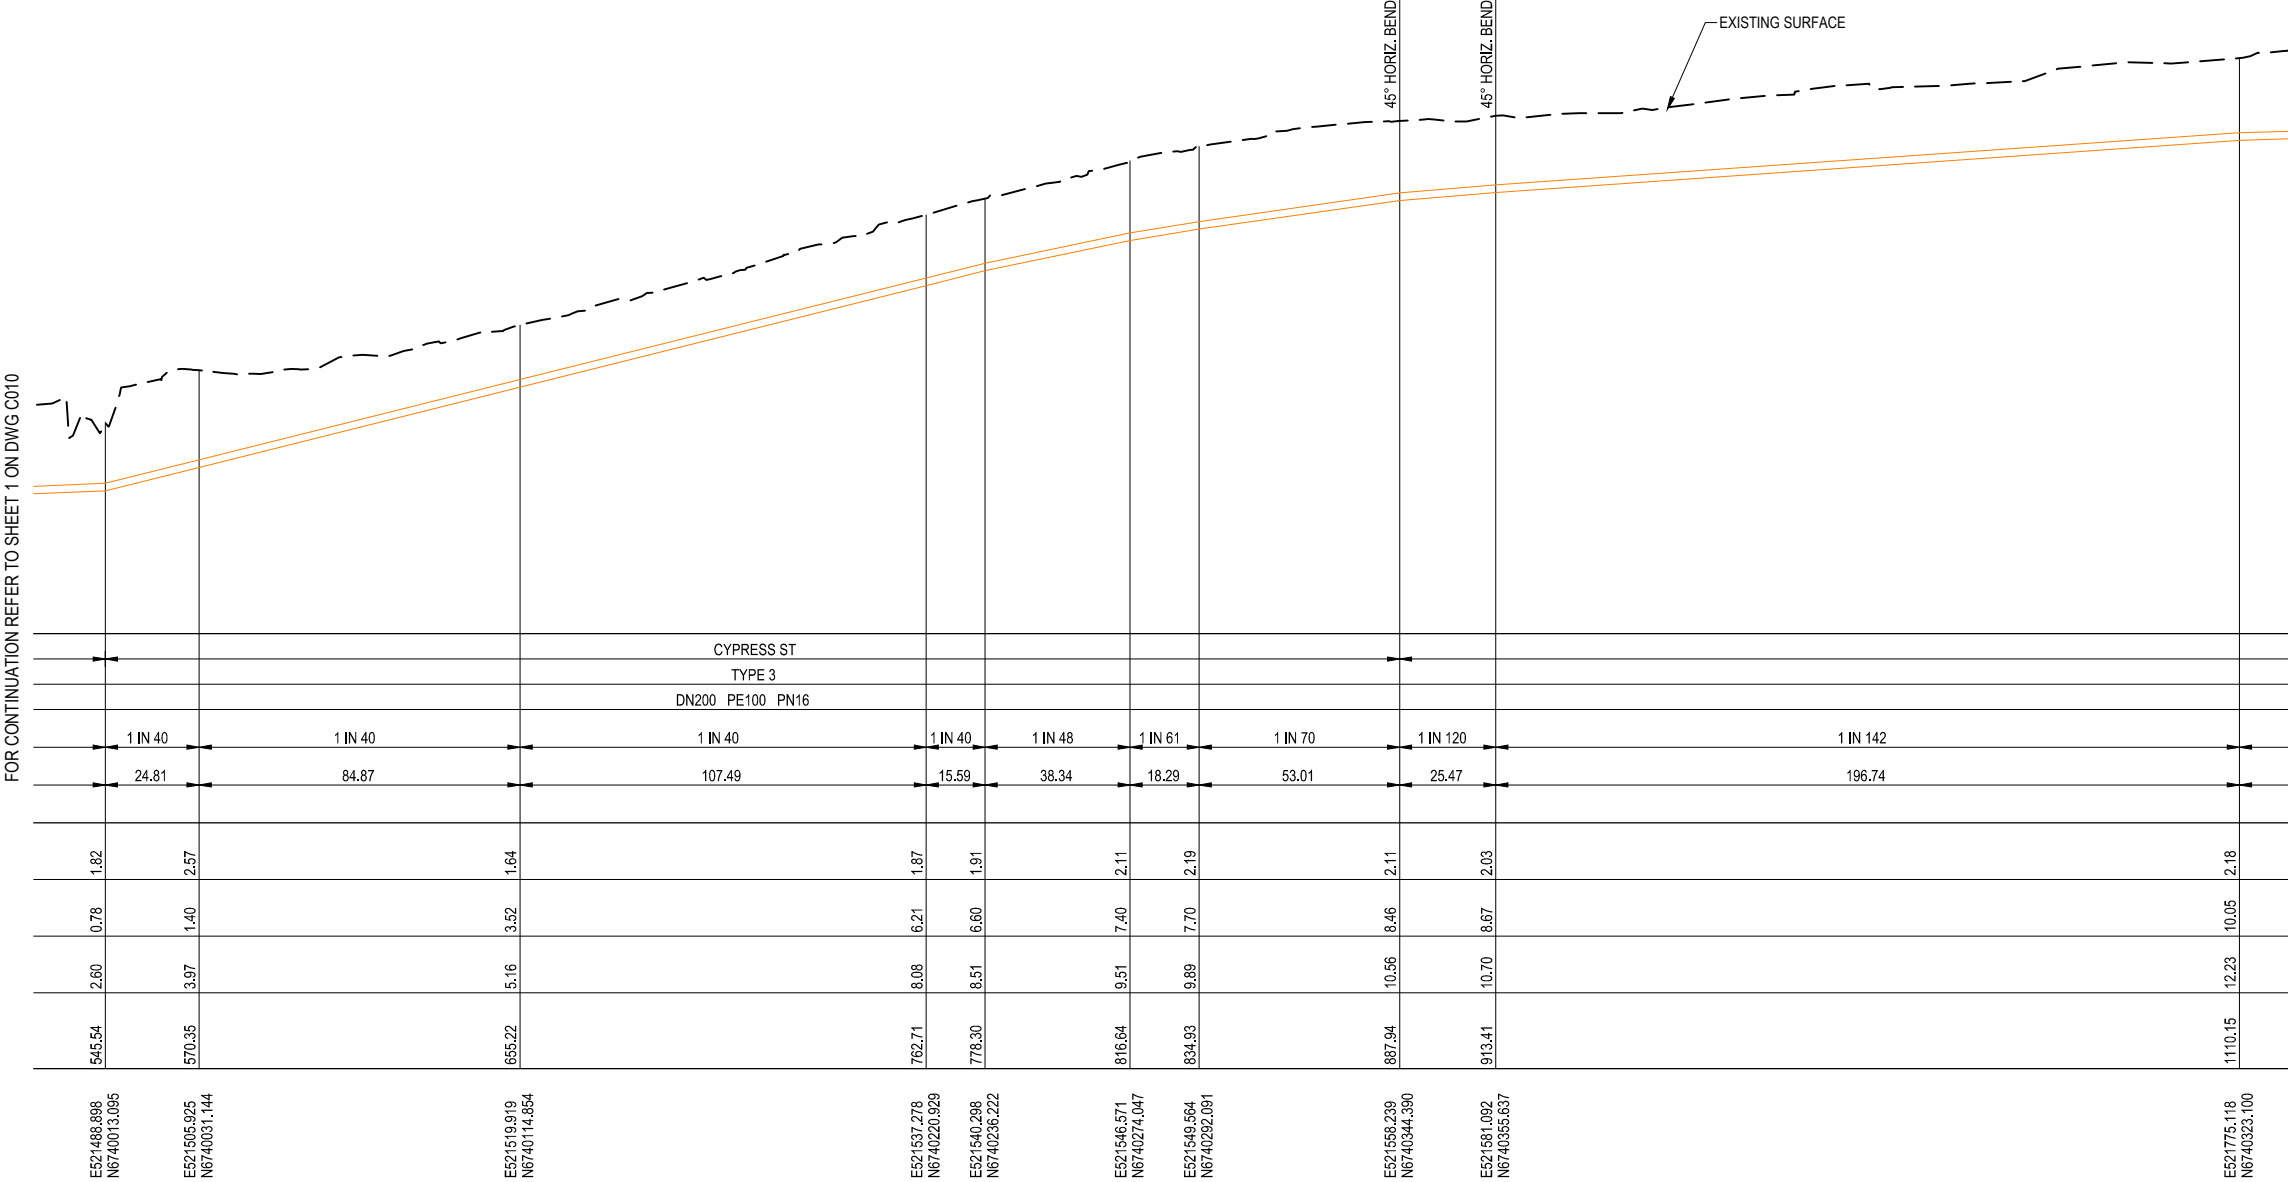 45° HORIZ. BEND
45° HORIZ. BEND
EXISTING SURFACE
FOR CONTINUATION REFER TO SHEET 1 ON DWG C010
CYPRESS ST
TYPE 3
DN200 PE100 PN16
1 IN 40 1 IN 40 1 IN 40 1 IN 40 1 IN 48 1 IN 61 1 IN 70 1 IN 120 1 IN 142
24.81 84.87 107.49 15.59 38.34 18.29 53.01 25.47 196.74
1.82 2.57 1.64 1.87 1.91 2.11 2.19 2.11 2.03 2.18
0.78 1.40 3.52 6.21 6.60 7.40 7.70 8.46 8.67 10.05
2.60 3.97 5.16 8.08 8.51 9.51 9.89 10.56 10.70 12.23
545.54 570.35 655.22 762.71 778.30 816.64 834.93 887.94 913.41 1110.15
E521488.898
N6740013.095
E521505.925
N6740031.144
E521519.919
N6740114.854
E521537.278
N6740220.929
E521540.298
N6740236.222
E521546.571
N6740274.047
E521549.564
N6740292.091
E521558.239
N6740344.390
E521581.092
N6740355.637
E521775.118
N6740323.100